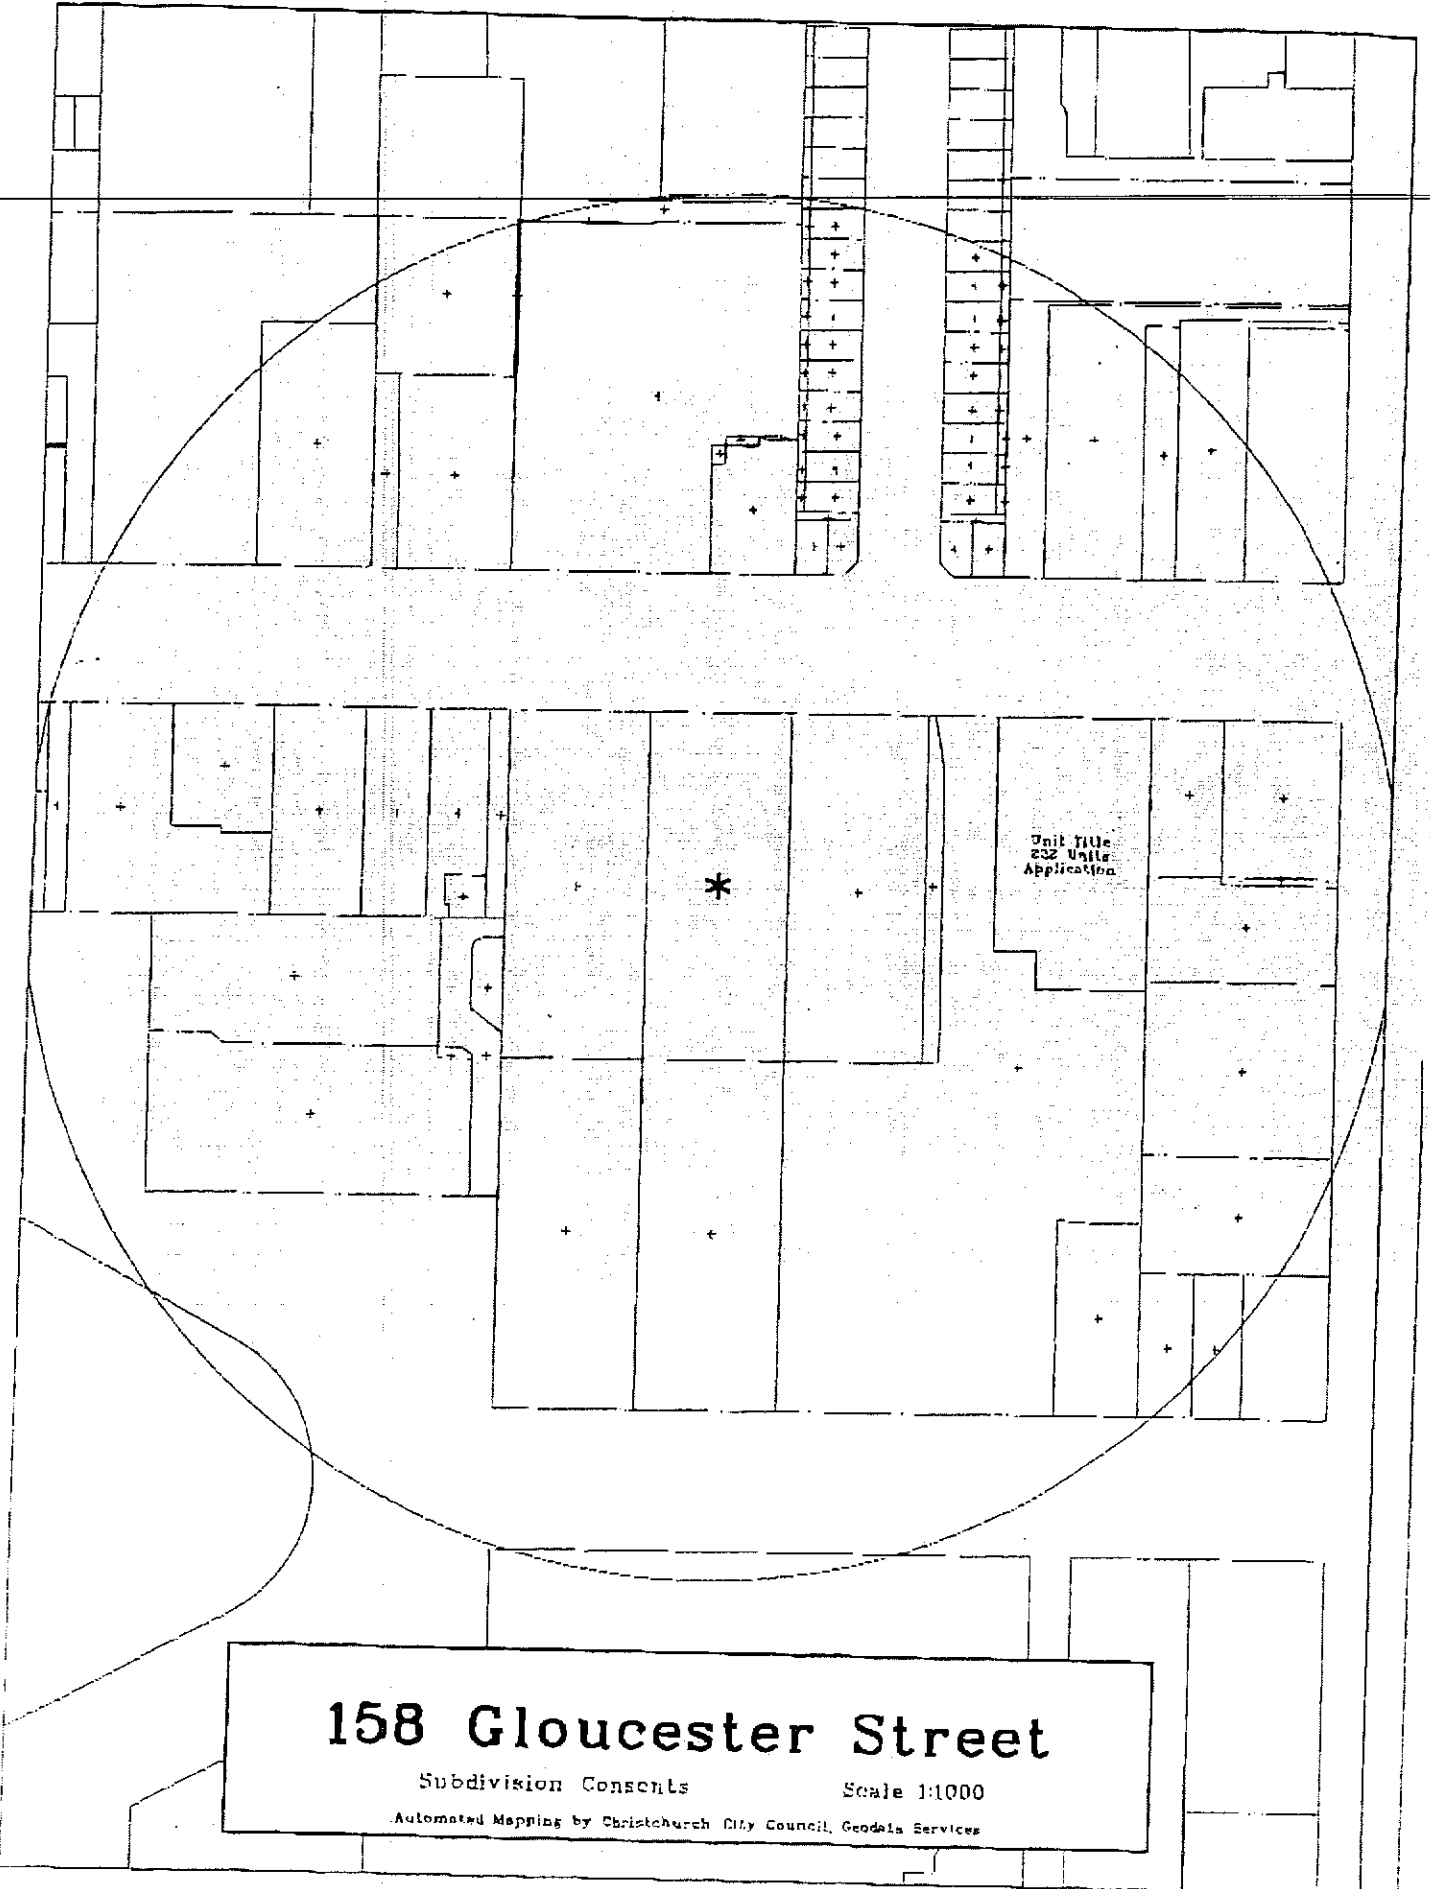 Unit Title
202 Units
Application
158 Gloucester Street
Subdivision Consents
Scale 1:1000
Automated Mapping by Christchurch City Council, Geodata Services